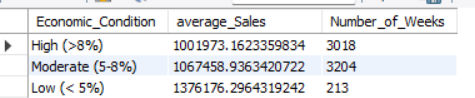 Economic_Condition average_Sales Number_of_Weeks
High (>8%) 1001973.1623359834 3018
Moderate (5-8%) 1067458.9363420722 3204
Low (< 5%) 1376176.2964319242 213